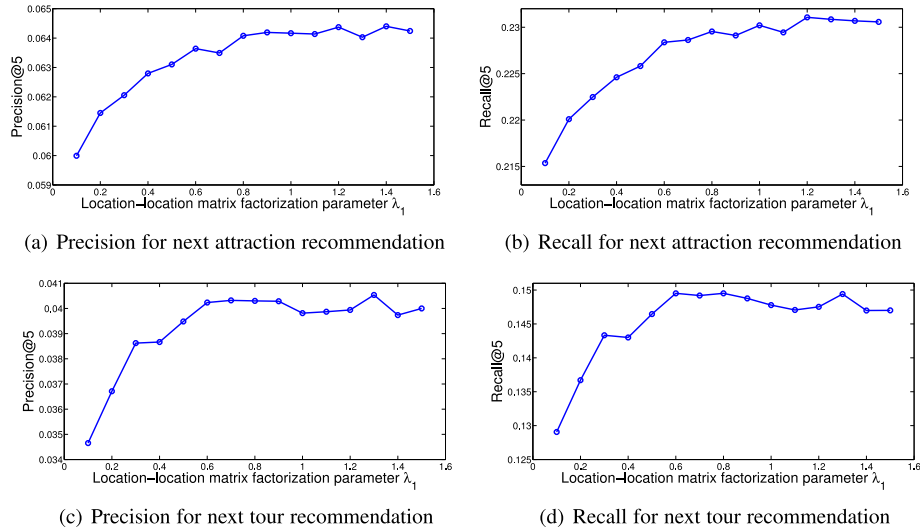 0.065
0.064
0.063
0.062
0.061
0.06
0.059
Precision@5
0 0.2 0.4 0.6 0.8 1 1.2 1.4 1.6
Location−location matrix factorization parameter λ1
(a) Precision for next attraction recommendation
0.23
0.225
0.22
0.215
Recall@5
0 0.2 0.4 0.6 0.8 1 1.2 1.4 1.6
Location−location matrix factorization parameter λ1
(b) Recall for next attraction recommendation
0.041
0.04
0.039
0.038
0.037
0.036
0.035
0.034
Precision@5
0 0.2 0.4 0.6 0.8 1 1.2 1.4 1.6
Location−location matrix factorization parameter λ1
(c) Precision for next tour recommendation
0.15
0.145
0.14
0.135
0.13
0.125
Recall@5
0 0.2 0.4 0.6 0.8 1 1.2 1.4 1.6
Location−location matrix factorization parameter λ1
(d) Recall for next tour recommendation